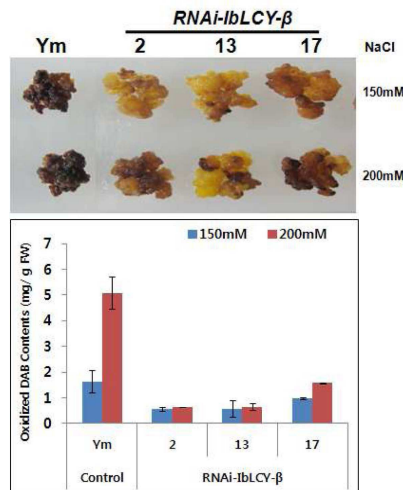 RNAi-IbLCY-β
Ym 2 13 17 NaCl
150mM
200mM
150mM 200mM
Oxidized DAB Contents (mg/ g FW)
7
6
5
4
3
2
1
0
Ym 2 13 17
Control RNAi-IbLCY-β